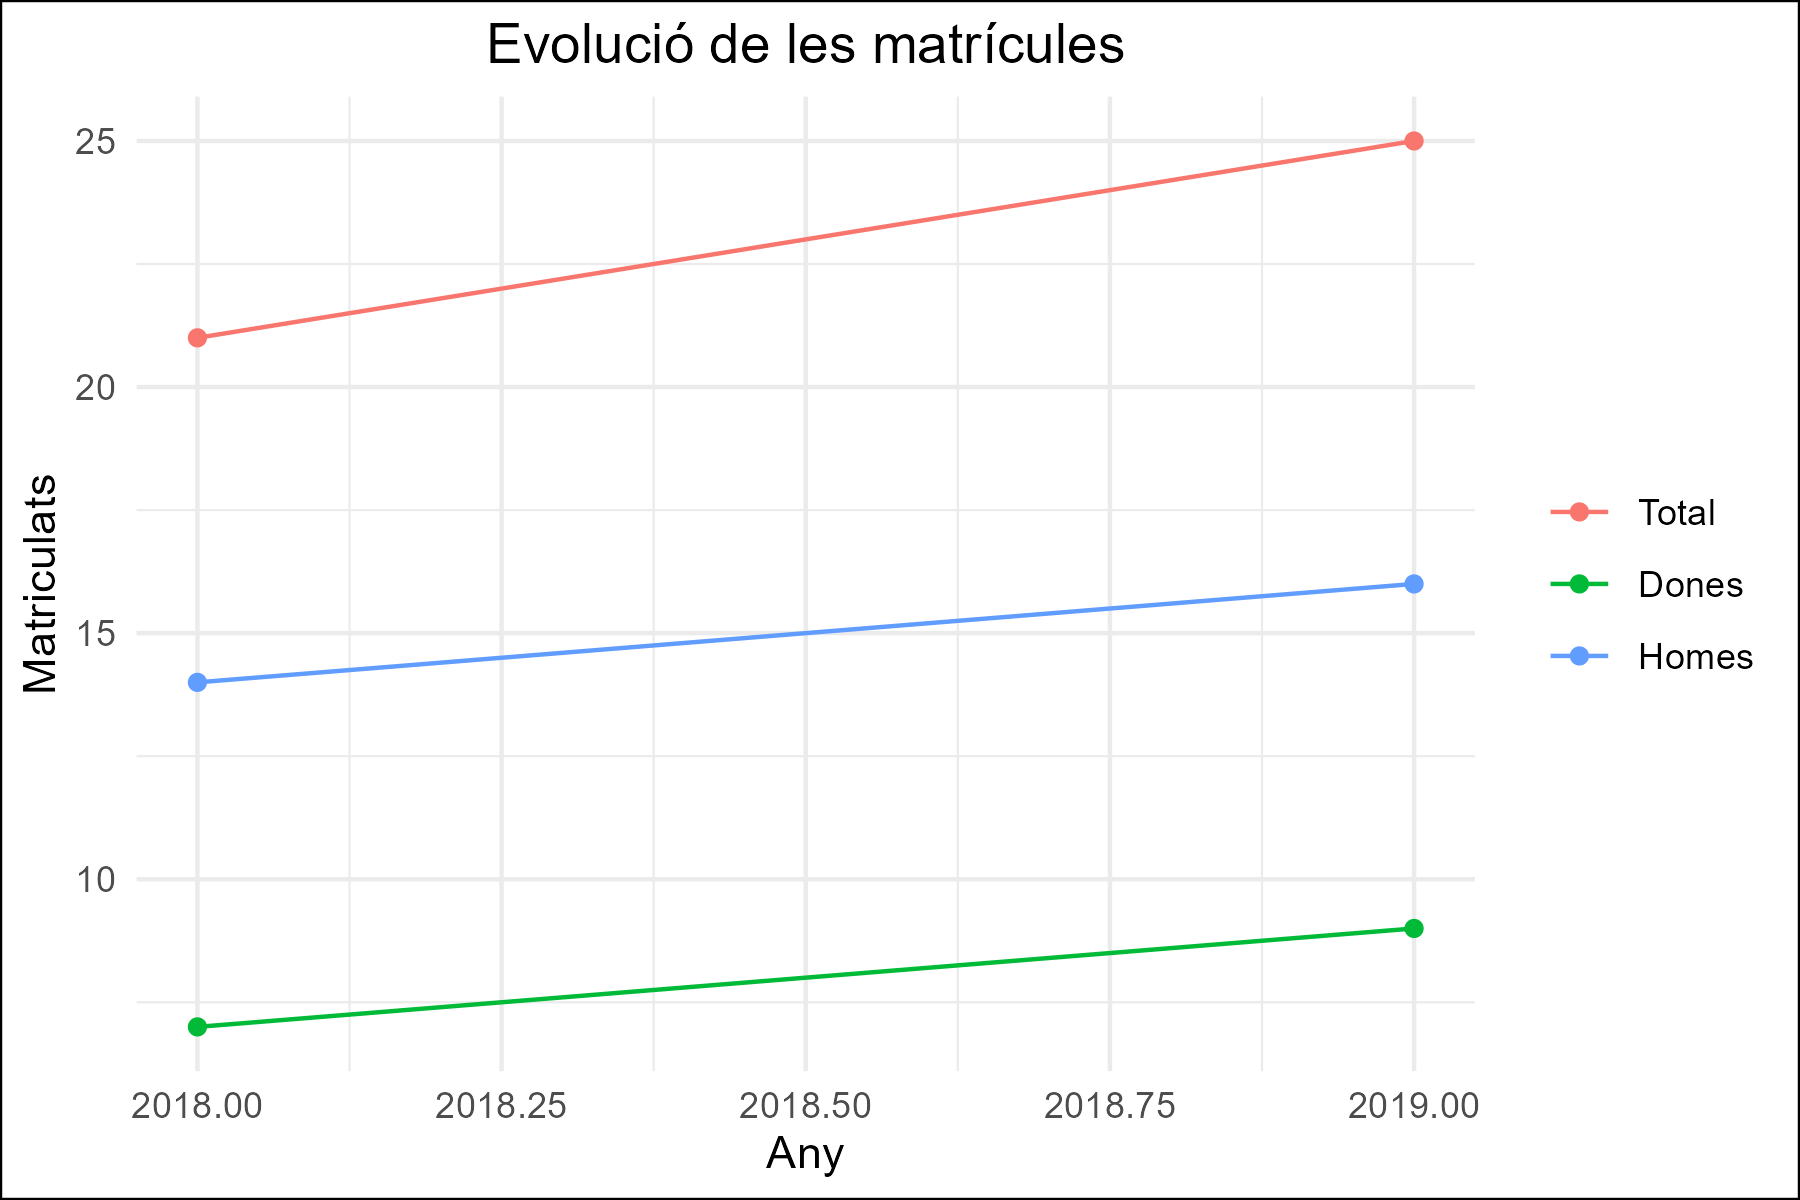 Evolució de les matrícules
Matriculats
25
20
15
10
2018.00 2018.25 2018.50 2018.75 2019.00
Any
Total
Dones
Homes